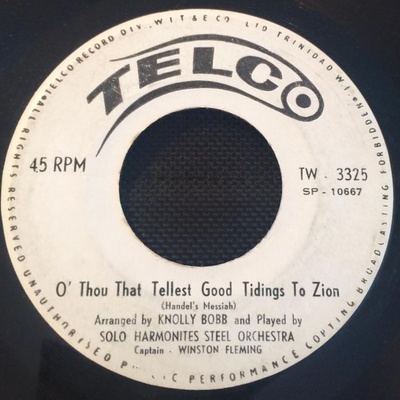 TELCO RECORD DIV. W.I.T & CO. LTD TRINIDAD W.I.
TELCO
45 RPM
TW - 3325
SP - 10667
O' Thou That Tellest Good Tidings To Zion
(Handel's Messiah)
Arranged by KNOLLY BOBB and Played by
SOLO HARMONITES STEEL ORCHESTRA
Captain - WINSTON FLEMING
ALL RIGHTS RESERVED UNAUTHORISED PUBLIC PERFORMANCE COPYING BROADCASTING FORBIDDEN